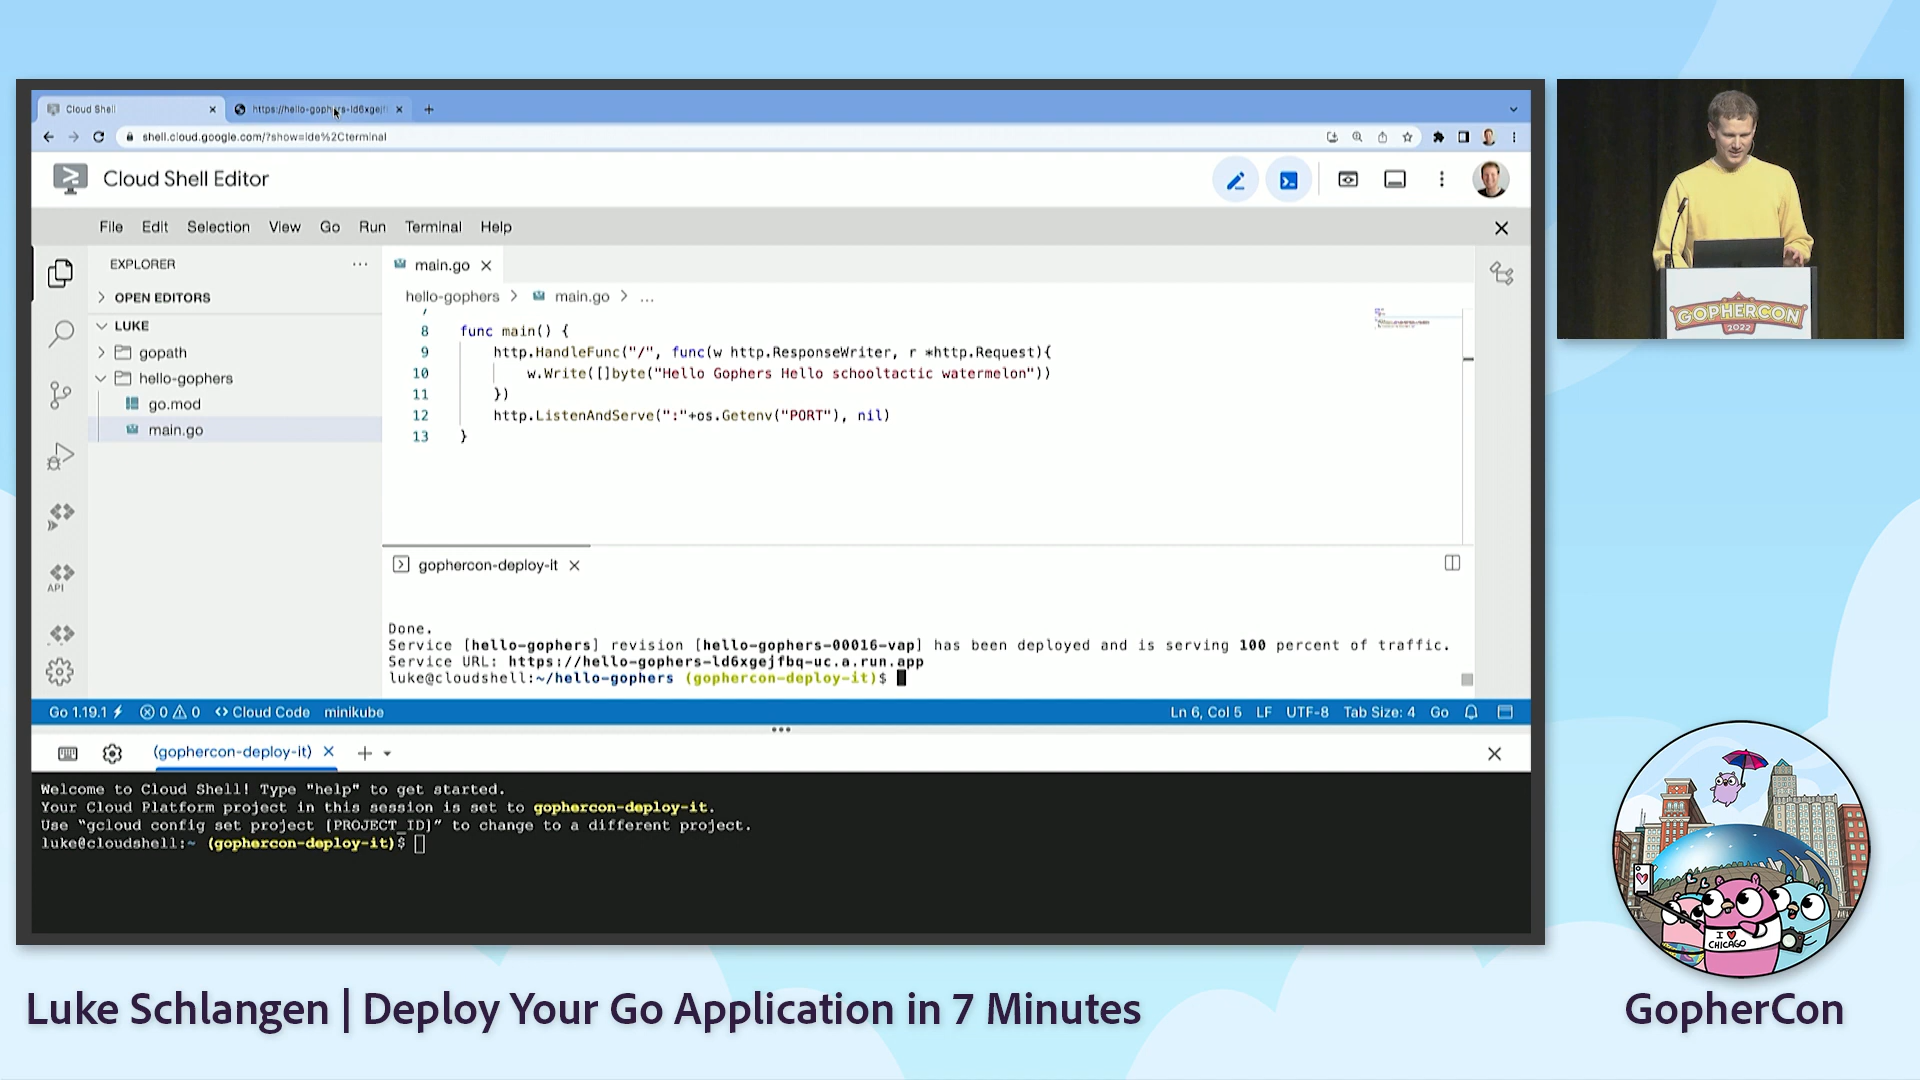 Cloud Shell
https://hello-gophers-ld6xgejf
shell.cloud.google.com/?show=ide%2Cterminal
Cloud Shell Editor
File Edit Selection View Go Run Terminal Help
EXPLORER
OPEN EDITORS
LUKE
gopath
hello-gophers
go.mod
main.go
API
main.go
hello-gophers > main.go > ...
7
8 func main() {
9 http.HandleFunc("/", func(w http.ResponseWriter, r *http.Request){
10 w.Write([]byte("Hello Gophers Hello schooltactic watermelon"))
11 })
12 http.ListenAndServe(":"+os.Getenv("PORT"), nil)
13 }
gophercon-deploy-it
Done.
Service [hello-gophers] revision [hello-gophers-00016-vap] has been deployed and is serving 100 percent of traffic.
Service URL: https://hello-gophers-ld6xgejfbq-uc.a.run.app
luke@cloudshell:~/hello-gophers (gophercon-deploy-it)$
Go 1.19.1 0 0 <> Cloud Code minikube Ln 6, Col 5 LF UTF-8 Tab Size: 4 Go
(gophercon-deploy-it)
Welcome to Cloud Shell! Type "help" to get started.
Your Cloud Platform project in this session is set to gophercon-deploy-it.
Use “gcloud config set project [PROJECT_ID]” to change to a different project.
luke@cloudshell:~ (gophercon-deploy-it)$
GOPHERCON
2022
I ♥
CHICAGO
Luke Schlangen | Deploy Your Go Application in 7 Minutes
GopherCon